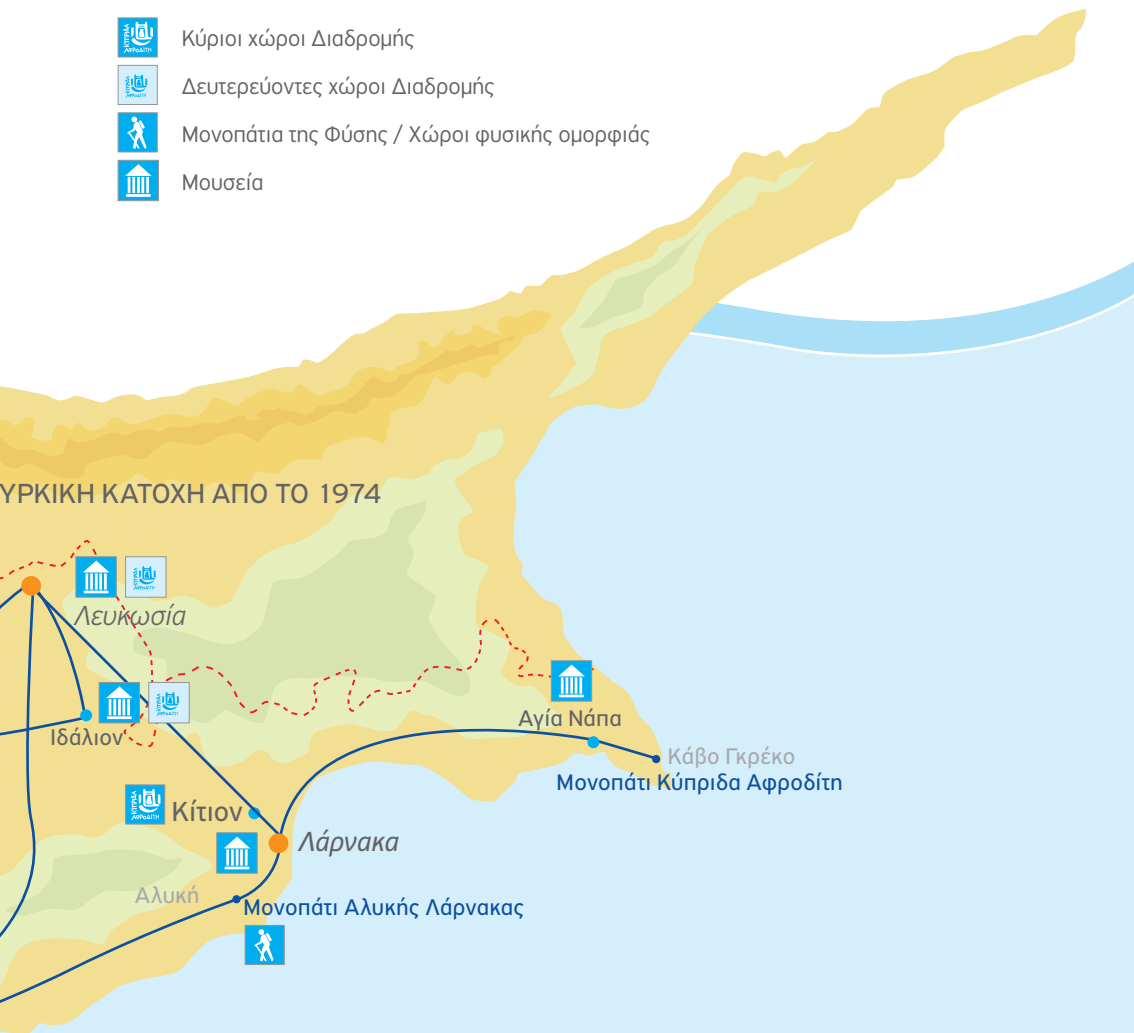 Κύριοι χώροι Διαδρομής
Δευτερεύοντες χώροι Διαδρομής
Μονοπάτια της Φύσης / Χώροι φυσικής ομορφιάς
Μουσεία
ΥΡΚΙΚΗ ΚΑΤΟΧΗ ΑΠΟ ΤΟ 1974
Λευκωσία
Ιδάλιον
Αγία Νάπα
Κάβο Γκρέκο
Μονοπάτι Κύπριδα Αφροδίτη
Κίτιον
Λάρνακα
Αλυκή
Μονοπάτι Αλυκής Λάρνακας